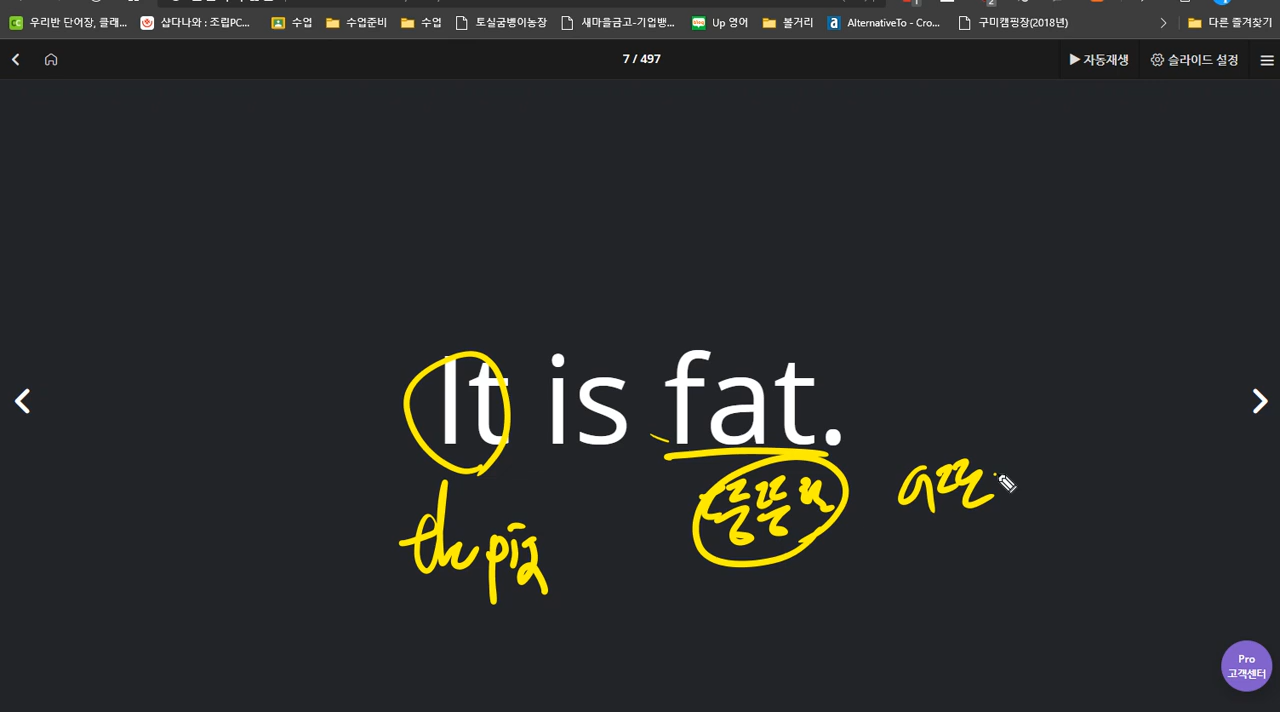 우리반 단어장, 클래... 샵다나와 : 조립PC... 수업 수업준비 수업 토실굼벵이농장 새마을금고-기업뱅... Up 영어 볼거리 AlternativeTo - Cro... 구미캠핑장(2018년) 다른 즐겨찾기
7 / 497 자동재생 슬라이드 설정
It is fat.
뚱뚱한
the pig
Pro
고객센터